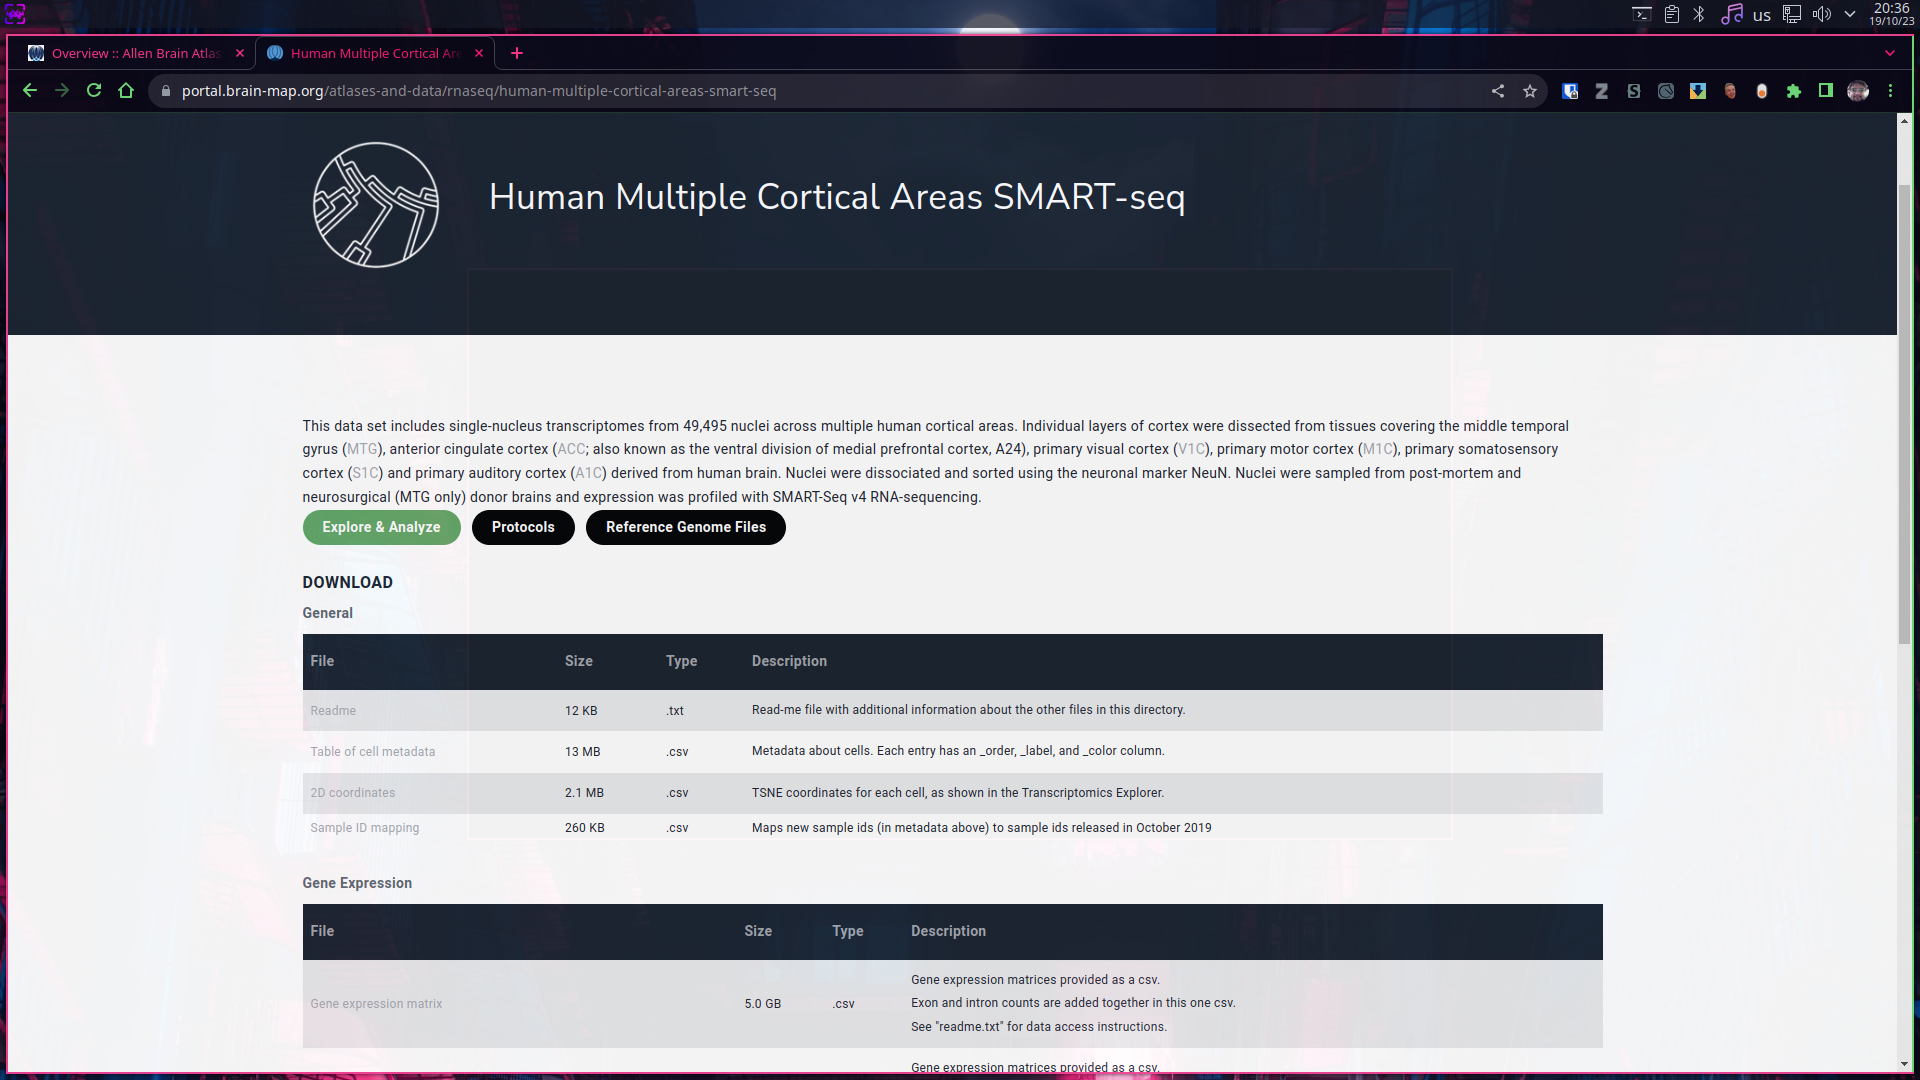 us
20:36
19/10/23
Overview :: Allen Brain Atlas
Human Multiple Cortical Are
portal.brain-map.org/atlases-and-data/rnaseq/human-multiple-cortical-areas-smart-seq
Human Multiple Cortical Areas SMART-seq
This data set includes single-nucleus transcriptomes from 49,495 nuclei across multiple human cortical areas. Individual layers of cortex were dissected from tissues covering the middle temporal
gyrus (MTG), anterior cingulate cortex (ACC; also known as the ventral division of medial prefrontal cortex, A24), primary visual cortex (V1C), primary motor cortex (M1C), primary somatosensory
cortex (S1C) and primary auditory cortex (A1C) derived from human brain. Nuclei were dissociated and sorted using the neuronal marker NeuN. Nuclei were sampled from post-mortem and
neurosurgical (MTG only) donor brains and expression was profiled with SMART-Seq v4 RNA-sequencing.
Explore & Analyze Protocols Reference Genome Files
DOWNLOAD
General
File Size Type Description
Readme 12 KB .txt Read-me file with additional information about the other files in this directory.
Table of cell metadata 13 MB .csv Metadata about cells. Each entry has an _order, _label, and _color column.
2D coordinates 2.1 MB .csv TSNE coordinates for each cell, as shown in the Transcriptomics Explorer.
Sample ID mapping 260 KB .csv Maps new sample ids (in metadata above) to sample ids released in October 2019
Gene Expression
File Size Type Description
Gene expression matrices provided as a csv.
Gene expression matrix 5.0 GB .csv Exon and intron counts are added together in this one csv.
See "readme.txt" for data access instructions.
Gene expression matrices provided as a csv.